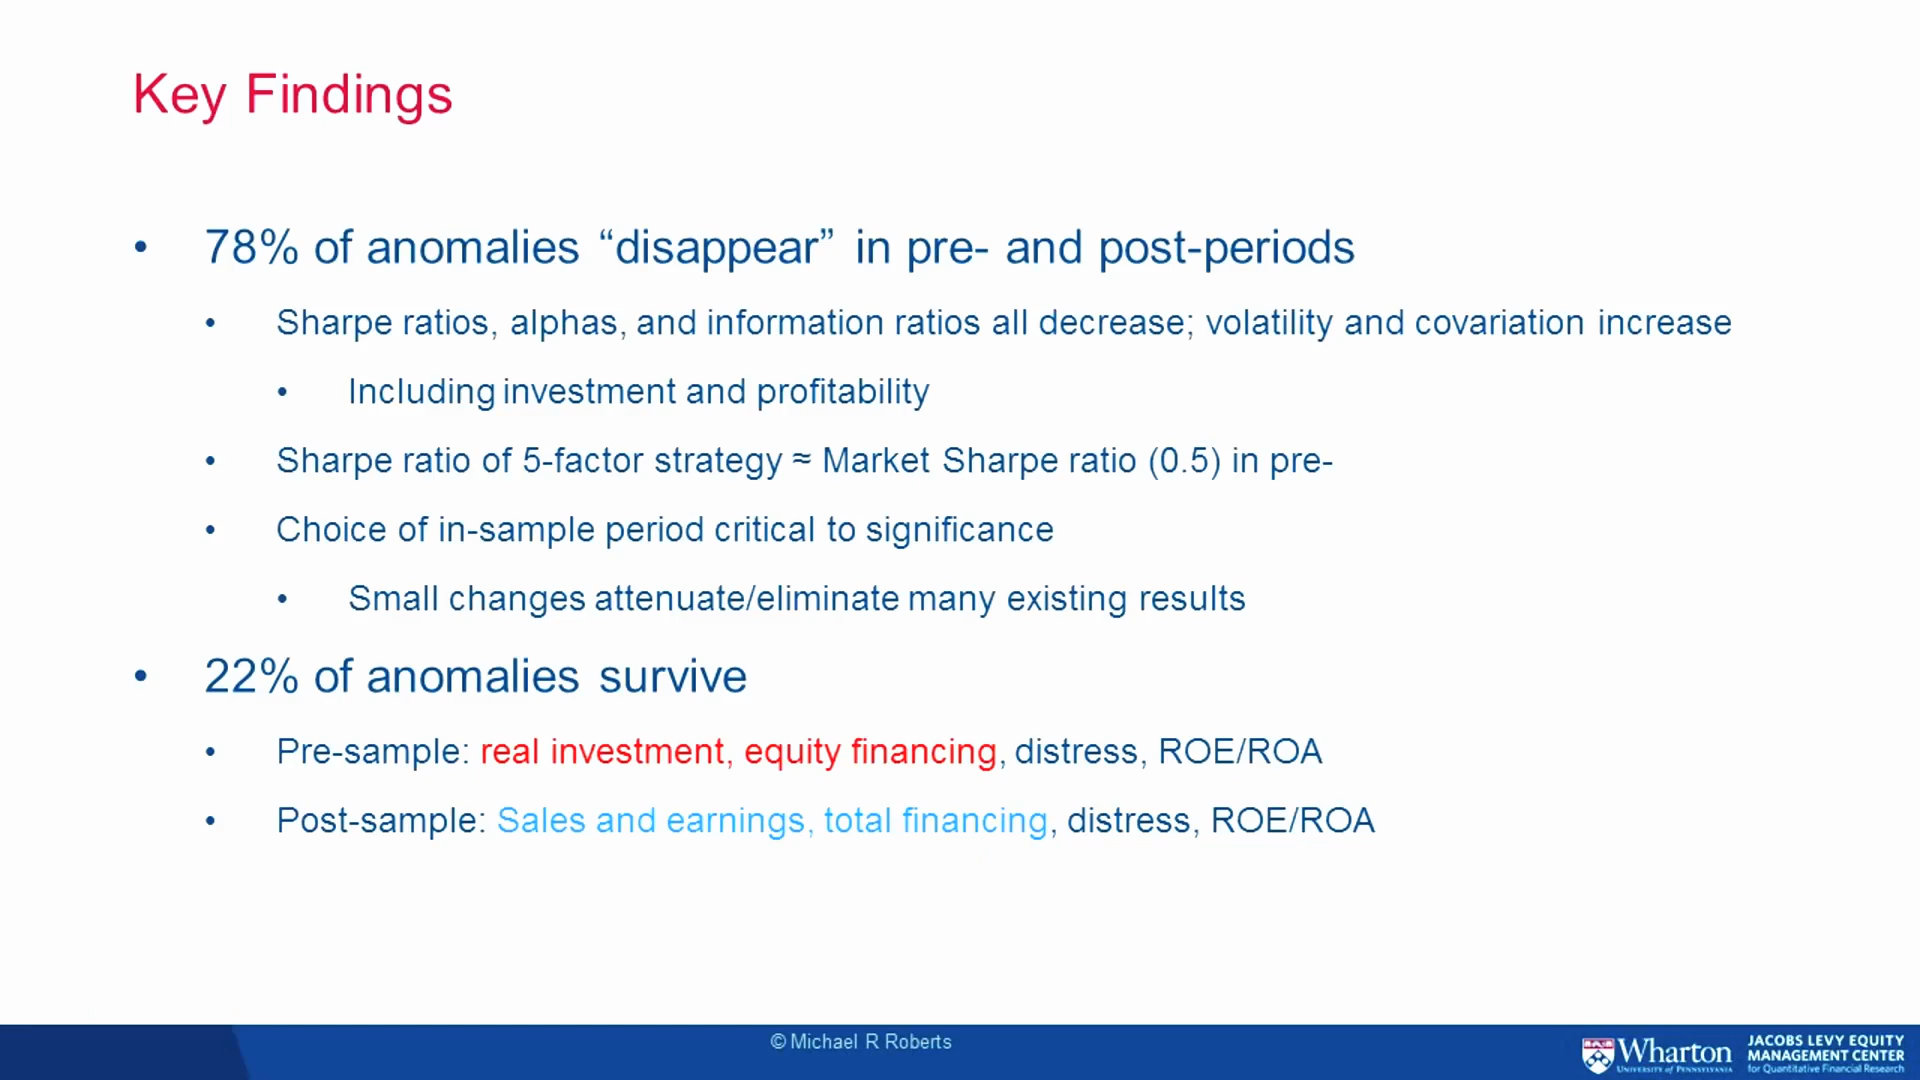 Key Findings
• 78% of anomalies “disappear” in pre- and post-periods
• Sharpe ratios, alphas, and information ratios all decrease; volatility and covariation increase
• Including investment and profitability
• Sharpe ratio of 5-factor strategy ≈ Market Sharpe ratio (0.5) in pre-
• Choice of in-sample period critical to significance
• Small changes attenuate/eliminate many existing results
• 22% of anomalies survive
• Pre-sample: real investment, equity financing, distress, ROE/ROA
• Post-sample: Sales and earnings, total financing, distress, ROE/ROA
© Michael R Roberts
Wharton
UNIVERSITY of PENNSYLVANIA
JACOBS LEVY EQUITY
MANAGEMENT CENTER
for Quantitative Financial Research